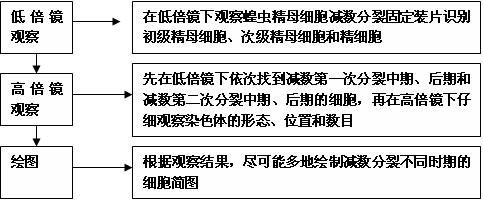 低倍镜
观察
在低倍镜下观察蝗虫精母细胞减数分裂固定装片识别
初级精母细胞、次级精母细胞和精细胞
高倍镜
观察
先在低倍镜下依次找到减数第一次分裂中期、后期和
减数第二次分裂中期、后期的细胞，再在高倍镜下仔
细观察染色体的形态、位置和数目
绘图
根据观察结果，尽可能多地绘制减数分裂不同时期的
细胞简图